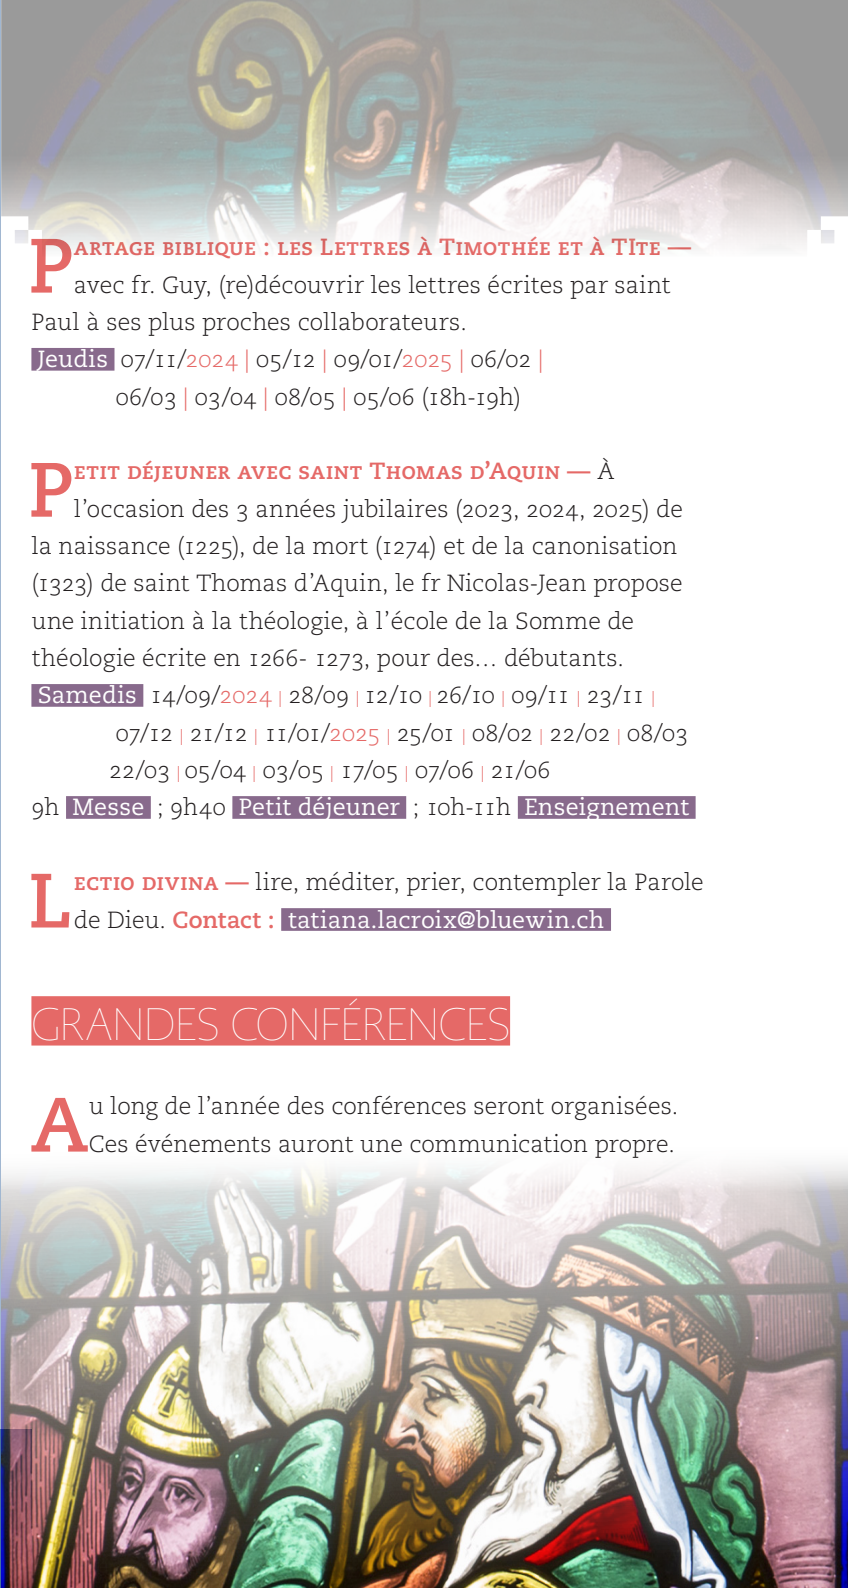 PARTAGE BIBLIQUE : LES LETTRES À TIMOTHÉE ET À TITE —
avec fr. Guy, (re)découvrir les lettres écrites par saint
Paul à ses plus proches collaborateurs.
Jeudis 07/11/2024 | 05/12 | 09/01/2025 | 06/02 |
06/03 | 03/04 | 08/05 | 05/06 (18h-19h)
PETIT DÉJEUNER AVEC SAINT THOMAS D’AQUIN — À
l’occasion des 3 années jubilaires (2023, 2024, 2025) de
la naissance (1225), de la mort (1274) et de la canonisation
(1323) de saint Thomas d’Aquin, le fr Nicolas-Jean propose
une initiation à la théologie, à l’école de la Somme de
théologie écrite en 1266- 1273, pour des… débutants.
Samedis 14/09/2024 | 28/09 | 12/10 | 26/10 | 09/11 | 23/11 |
07/12 | 21/12 | 11/01/2025 | 25/01 | 08/02 | 22/02 | 08/03
22/03 | 05/04 | 03/05 | 17/05 | 07/06 | 21/06
9h Messe ; 9h40 Petit déjeuner ; 10h-11h Enseignement
LECTIO DIVINA — lire, méditer, prier, contempler la Parole
de Dieu. Contact : tatiana.lacroix@bluewin.ch
GRANDES CONFÉRENCES
Au long de l’année des conférences seront organisées.
Ces événements auront une communication propre.